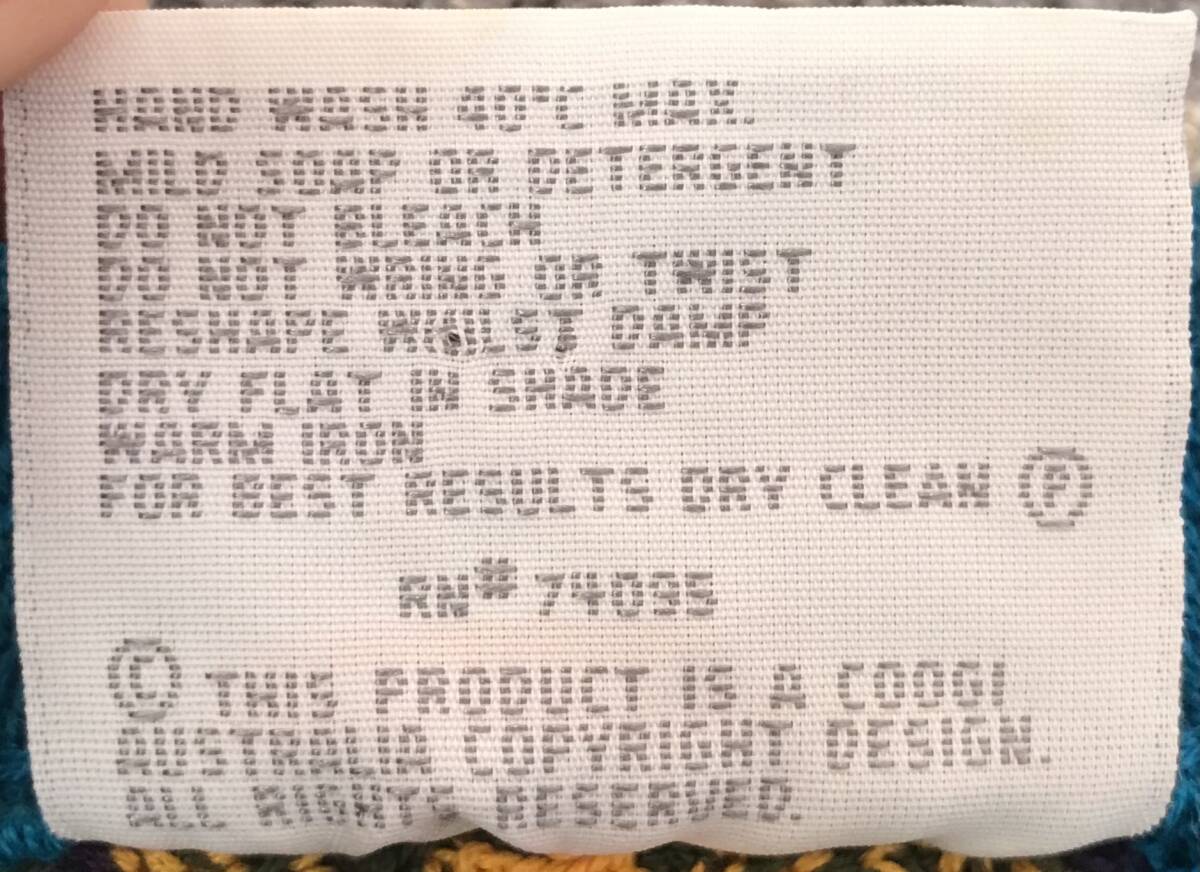 HAND WASH 40°C MAX.
MILD SOAP OR DETERGENT
DO NOT BLEACH
DO NOT WRING OR TWIST
RESHAPE WHILST DAMP
DRY FLAT IN SHADE
WARM IRON
FOR BEST RESULTS DRY CLEAN Ⓟ
RN# 74095
© THIS PRODUCT IS A COOGI
AUSTRALIA COPYRIGHT DESIGN.
ALL RIGHTS RESERVED.